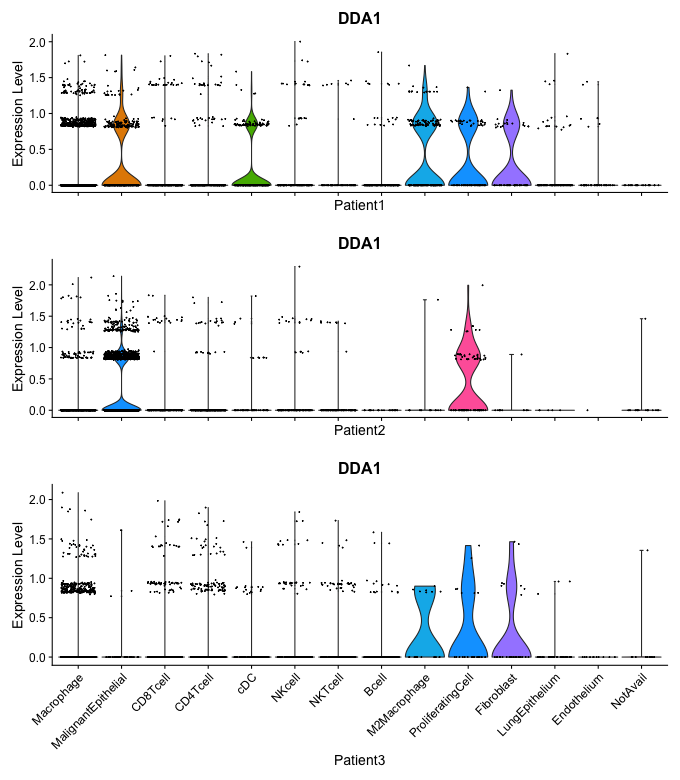 DDA1
Expression Level
2.0
1.5
1.0
0.5
0.0
Patient1
DDA1
Expression Level
2.0
1.5
1.0
0.5
0.0
Patient2
DDA1
Expression Level
2.0
1.5
1.0
0.5
0.0
Macrophage
MalignantEpithelial
CD8Tcell
CD4Tcell
cDC
NKcell
NKTcell
Bcell
M2Macrophage
ProliferatingCell
Fibroblast
LungEpithelium
Endothelium
NotAvail
Patient3